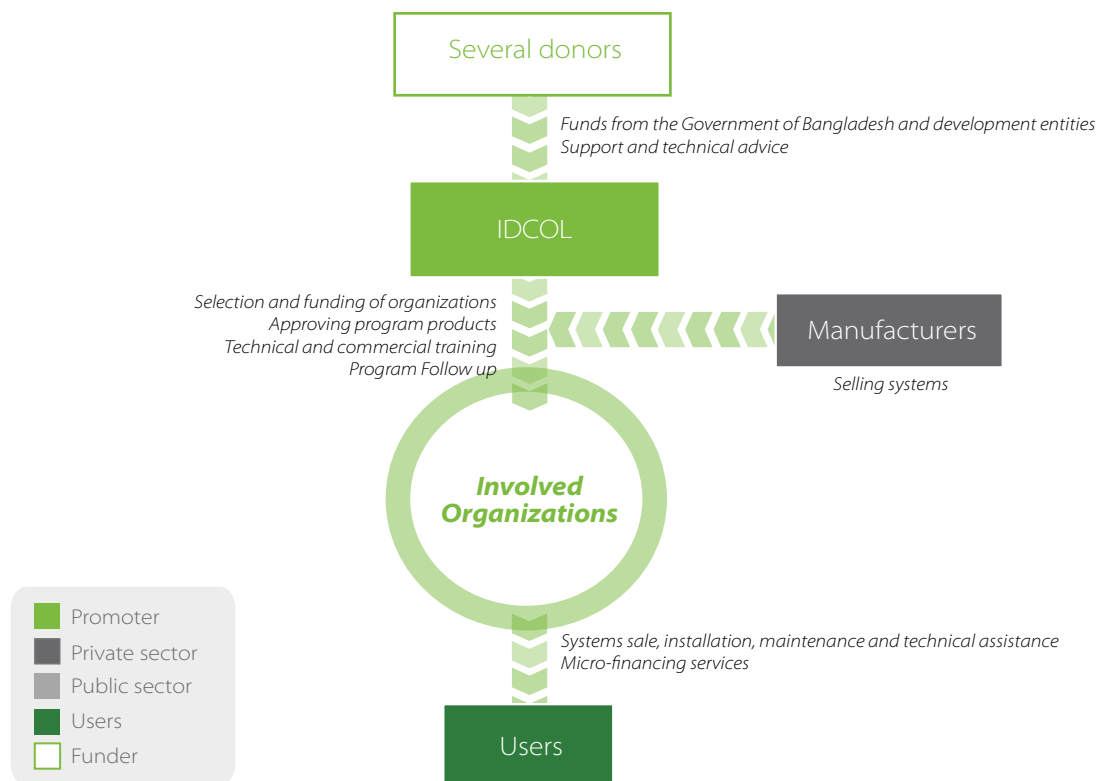 Several donors
Funds from the Government of Bangladesh and development entities
Support and technical advice
IDCOL
Selection and funding of organizations
Approving program products
Technical and commercial training
Program Follow up
Manufacturers
Selling systems
Involved
Organizations
Promoter
Private sector
Public sector
Users
Funder
Systems sale, installation, maintenance and technical assistance
Micro-financing services
Users